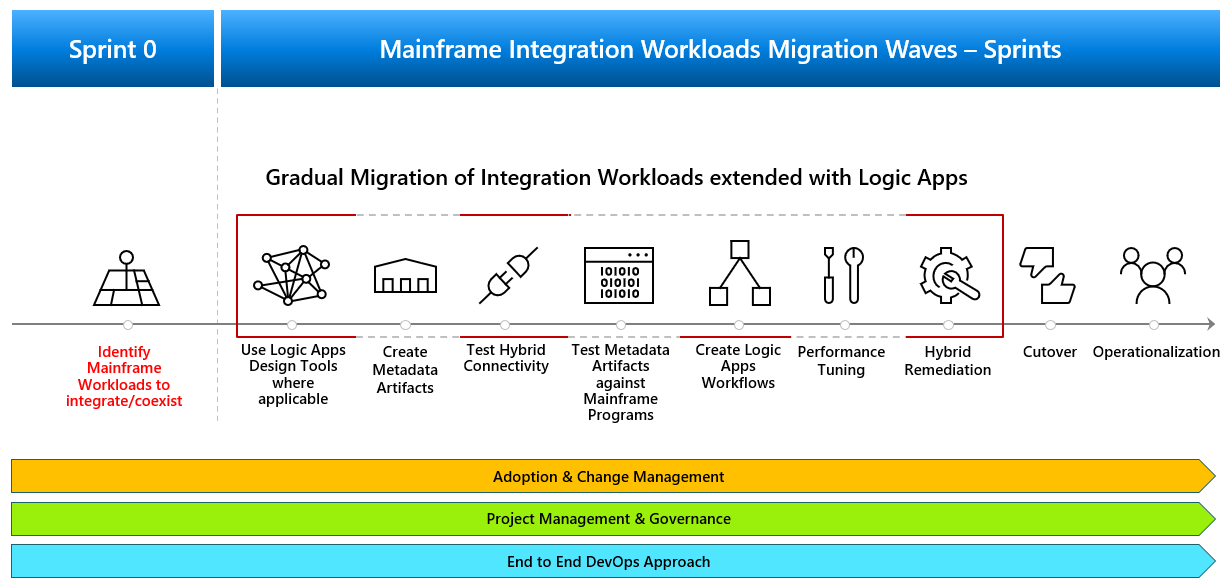 Sprint 0
Mainframe Integration Workloads Migration Waves – Sprints
Gradual Migration of Integration Workloads extended with Logic Apps
010101
101010
010101
Identify
Mainframe
Workloads to
integrate/coexist
Use Logic Apps
Design Tools
where
applicable
Create
Metadata
Artifacts
Test Hybrid
Connectivity
Test Metadata
Artifacts
against
Mainframe
Programs
Create Logic
Apps
Workflows
Performance
Tuning
Hybrid
Remediation
Cutover
Operationalization
Adoption & Change Management
Project Management & Governance
End to End DevOps Approach